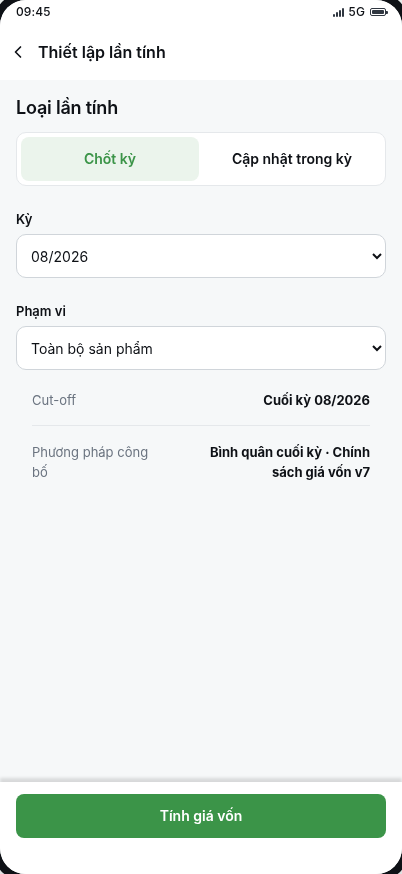 09:45
5G
Thiết lập lần tính
Loại lần tính
Chốt kỳ
Cập nhật trong kỳ
Kỳ
08/2026
Phạm vi
Toàn bộ sản phẩm
Cut-off
Cuối kỳ 08/2026
Phương pháp công
bố
Bình quân cuối kỳ · Chính
sách giá vốn v7
Tính giá vốn